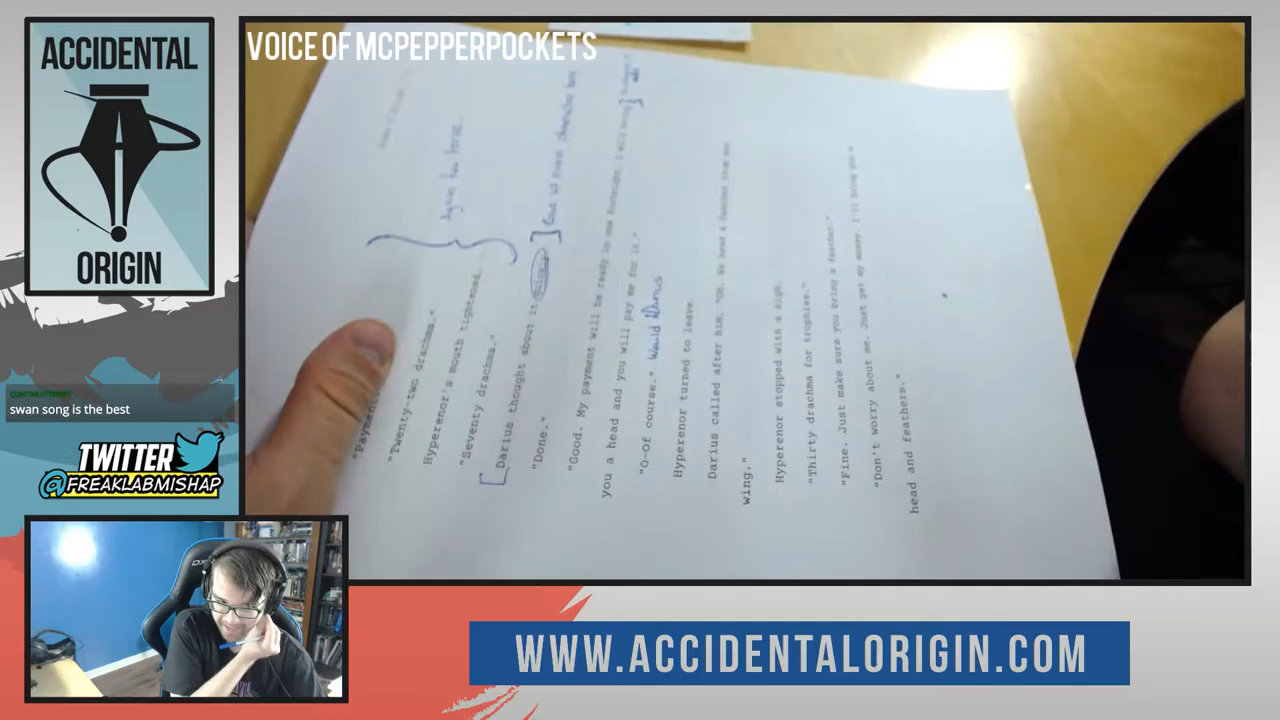 ACCIDENTAL
ORIGIN
VOICE OF MCPEPPERPOCKETS
swan song is the best
TWITTER
@FREAKLABMISHAP
"Twenty-two drachma."
Again too terse.
Hyperenor's mouth tightened.
"Seventy drachma."
[Darius thought about it ]
"Done."
"Good. My payment will be ready in one fortnight. I will bring
you a head and you will pay me for it."
"O-Of course." Would
Hyperenor turned to leave.
Darius called after him, "Oh. We need a feather from her
wing."
Hyperenor stopped with a sigh.
"Thirty drachma for trophies."
"Fine. Just make sure you bring a feather."
"Don't worry about me. Just get my money. I'll bring you a
head and feathers."
WWW.ACCIDENTALORIGIN.COM